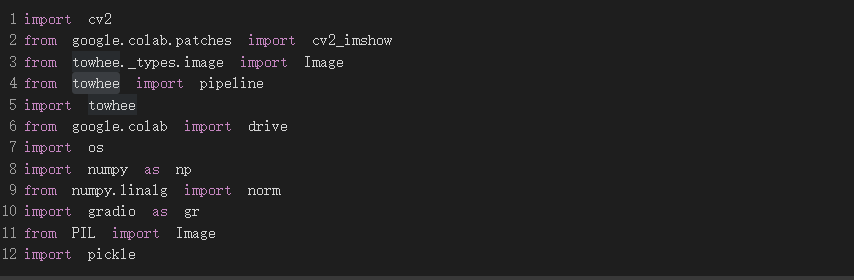 1 import cv2
2 from google.colab.patches import cv2_imshow
3 from towhee._types.image import Image
4 from towhee import pipeline
5 import towhee
6 from google.colab import drive
7 import os
8 import numpy as np
9 from numpy.linalg import norm
10 import gradio as gr
11 from PIL import Image
12 import pickle